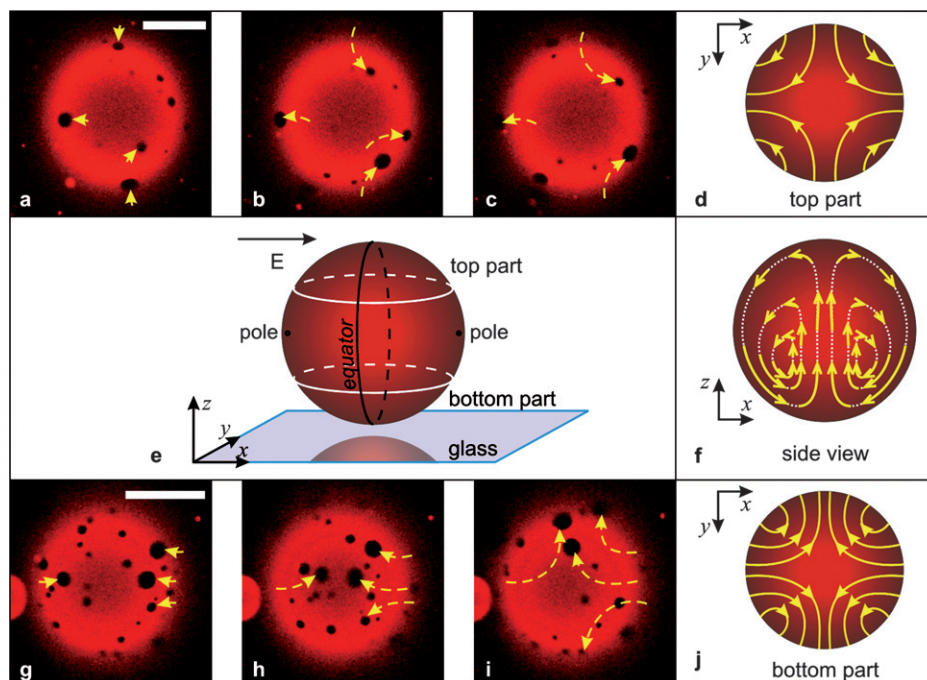 a
b
c
x
y
d
top part
E
top part
pole
pole
equator
bottom part
z
y
x
e
glass
z
x
f
side view
g
h
i
x
y
j
bottom part